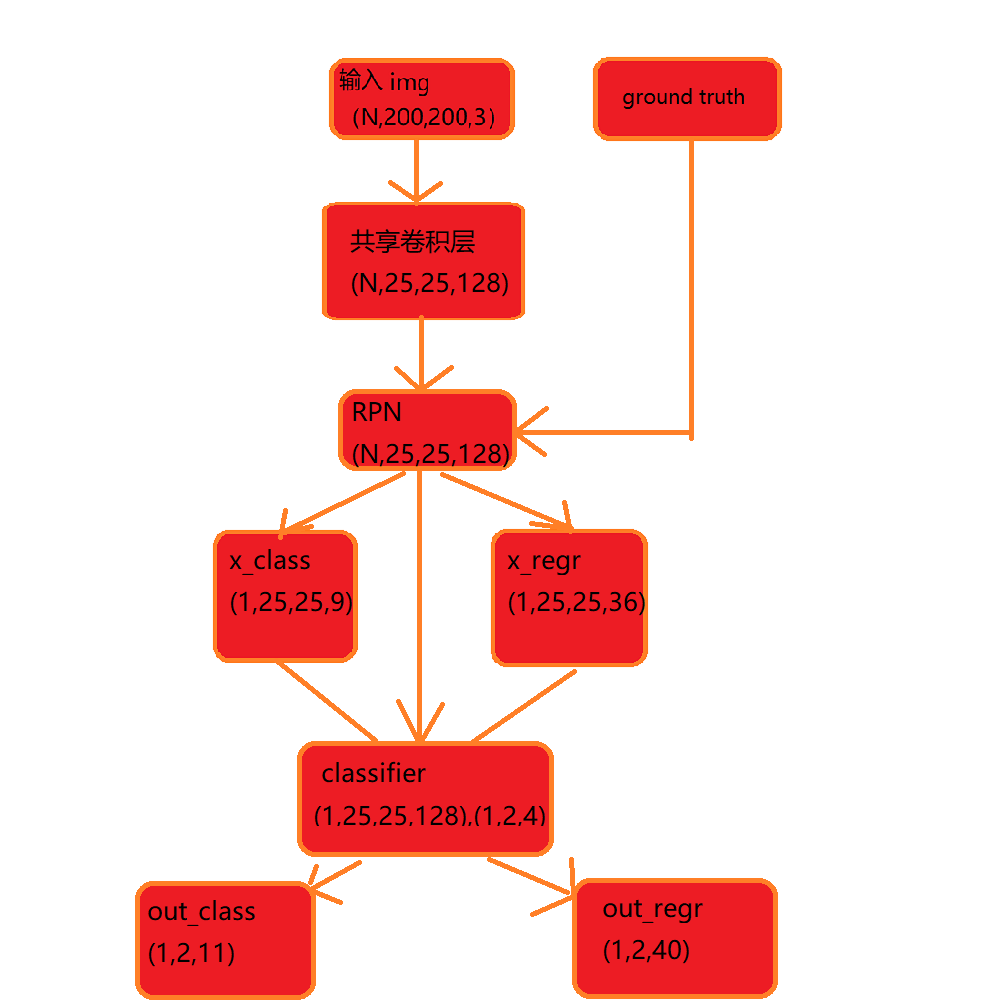 输入 img
(N,200,200,3)
ground truth
共享卷积层
(N,25,25,128)
RPN
(N,25,25,128)
x_class
(1,25,25,9)
x_regr
(1,25,25,36)
classifier
(1,25,25,128),(1,2,4)
out_class
(1,2,11)
out_regr
(1,2,40)